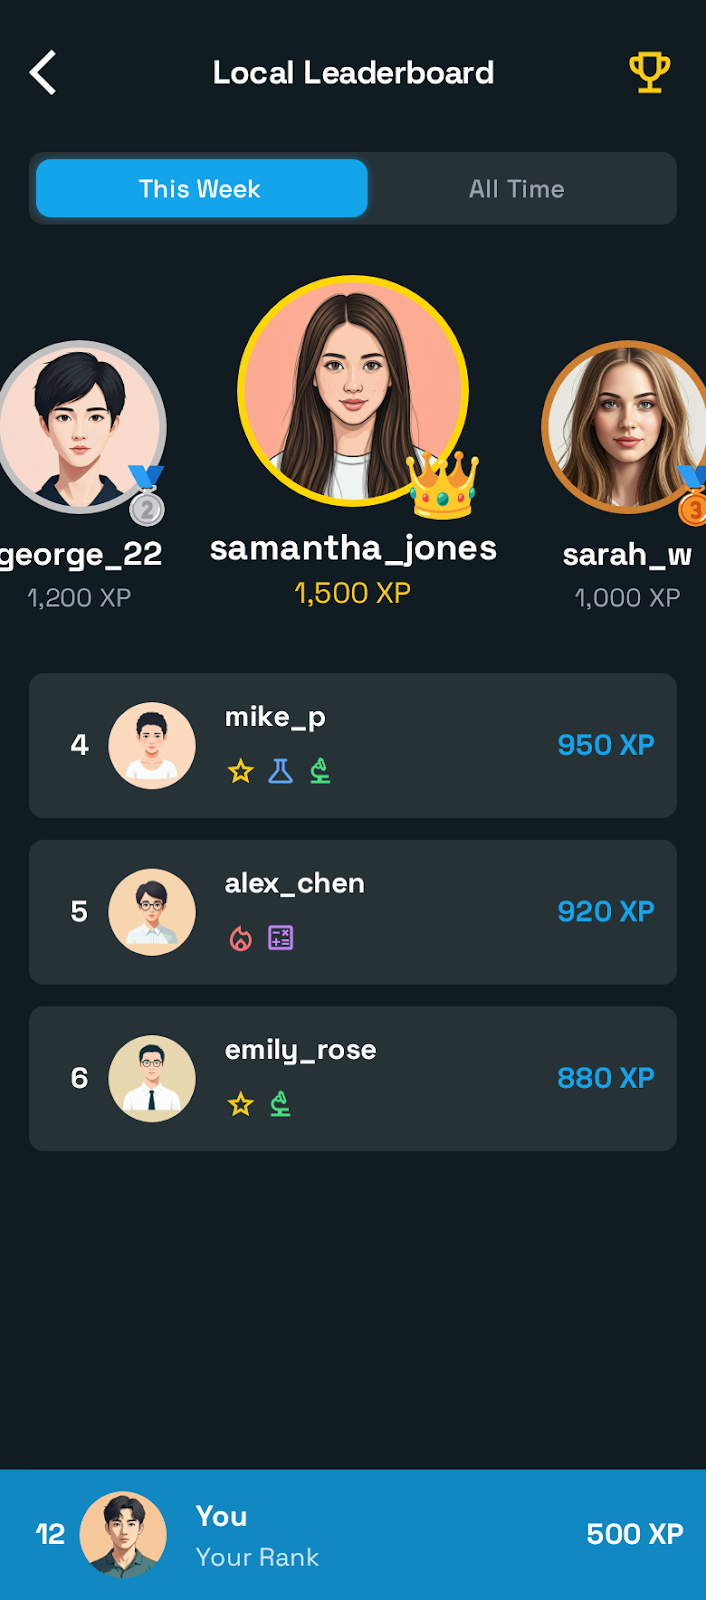 Local Leaderboard
This Week
All Time
2
3
george_22
samantha_jones
sarah_w
1,200 XP
1,500 XP
1,000 XP
4
mike_p
950 XP
5
alex_chen
920 XP
6
emily_rose
880 XP
12
You
Your Rank
500 XP